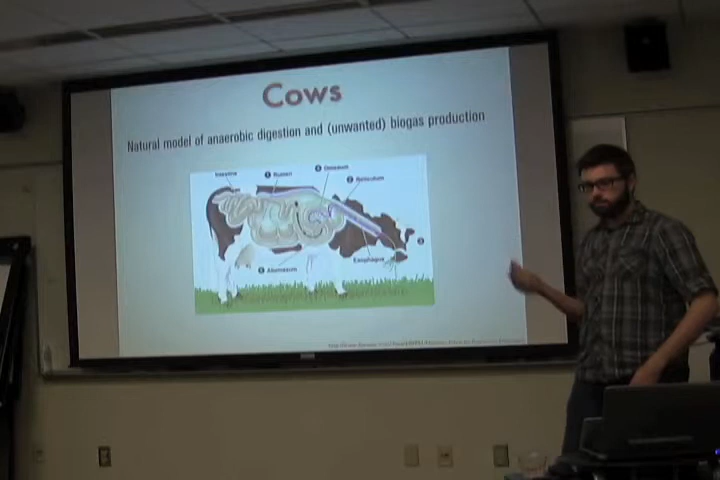 Cows
Natural model of anaerobic digestion and (unwanted) biogas production
Intestine
Rumen
Omasum
Reticulum
Esophagus
Abomasum